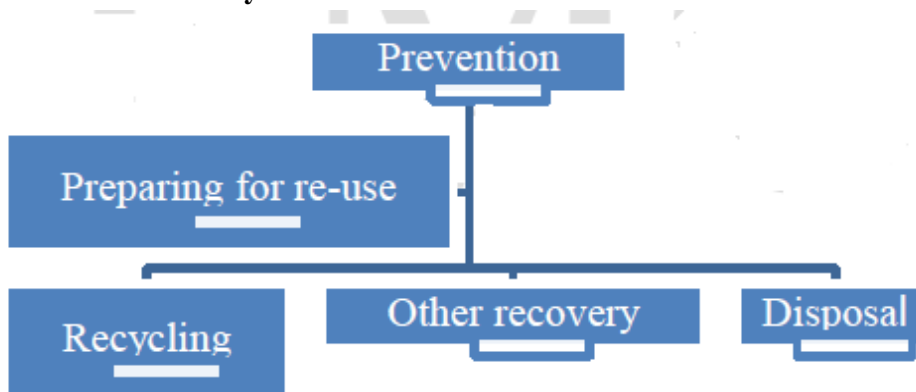 Prevention
Preparing for re-use
Recycling
Other recovery
Disposal